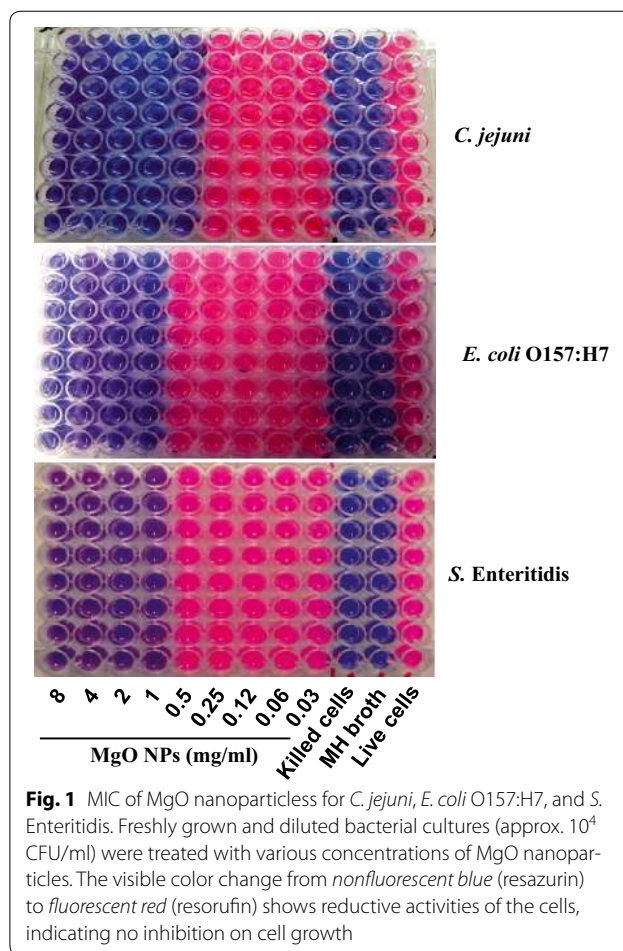 C. jejuni
E. coli O157:H7
S. Enteritidis
8 4 2 1 0.5 0.25 0.12 0.06 0.03 Killed cells MH broth Live cells
MgO NPs (mg/ml)
Fig. 1 MIC of MgO nanoparticless for C. jejuni, E. coli O157:H7, and S.
Enteritidis. Freshly grown and diluted bacterial cultures (approx. 10⁴
CFU/ml) were treated with various concentrations of MgO nanopar-
ticles. The visible color change from nonfluorescent blue (resazurin)
to fluorescent red (resorufin) shows reductive activities of the cells,
indicating no inhibition on cell growth